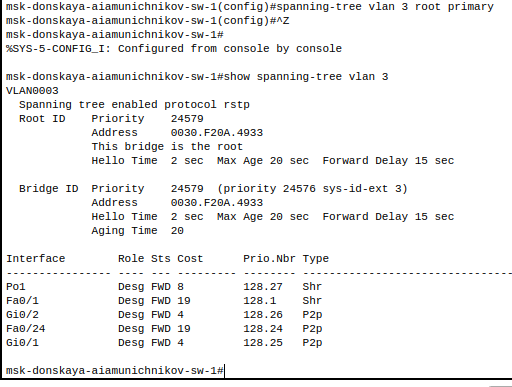 msk-donskaya-aiamunichnikov-sw-1(config)#spanning-tree vlan 3 root primary
msk-donskaya-aiamunichnikov-sw-1(config)#^Z
msk-donskaya-aiamunichnikov-sw-1#
%SYS-5-CONFIG_I: Configured from console by console
msk-donskaya-aiamunichnikov-sw-1#show spanning-tree vlan 3
VLAN0003
  Spanning tree enabled protocol rstp
  Root ID    Priority    24579
             Address     0030.F20A.4933
             This bridge is the root
             Hello Time  2 sec  Max Age 20 sec  Forward Delay 15 sec
  Bridge ID  Priority    24579  (priority 24576 sys-id-ext 3)
             Address     0030.F20A.4933
             Hello Time  2 sec  Max Age 20 sec  Forward Delay 15 sec
             Aging Time  20
Interface        Role Sts Cost      Prio.Nbr Type
---------------- ---- --- --------- -------- --------------------------------
Po1              Desg FWD 8         128.27   Shr
Fa0/1            Desg FWD 19        128.1    Shr
Gi0/2            Desg FWD 4         128.26   P2p
Fa0/24           Desg FWD 19        128.24   P2p
Gi0/1            Desg FWD 4         128.25   P2p
msk-donskaya-aiamunichnikov-sw-1#